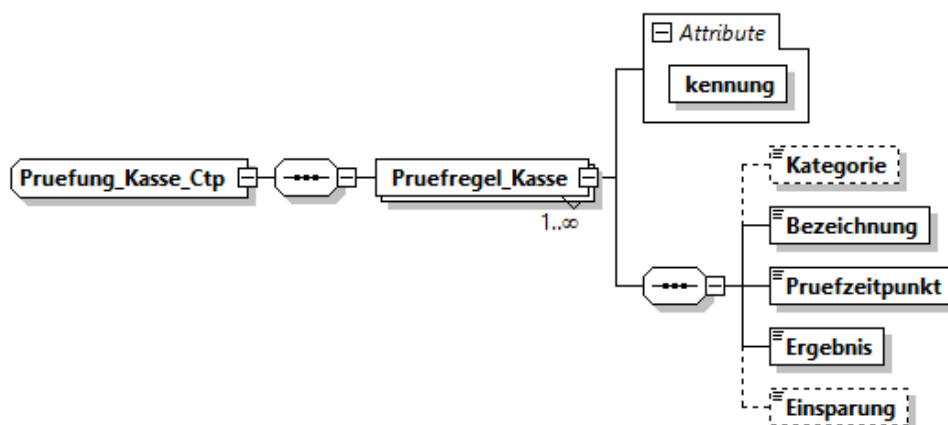 Attribute
kennung
Pruefung_Kasse_Ctp
Pruefregel_Kasse
1..∞
Kategorie
Bezeichnung
Pruefzeitpunkt
Ergebnis
Einsparung